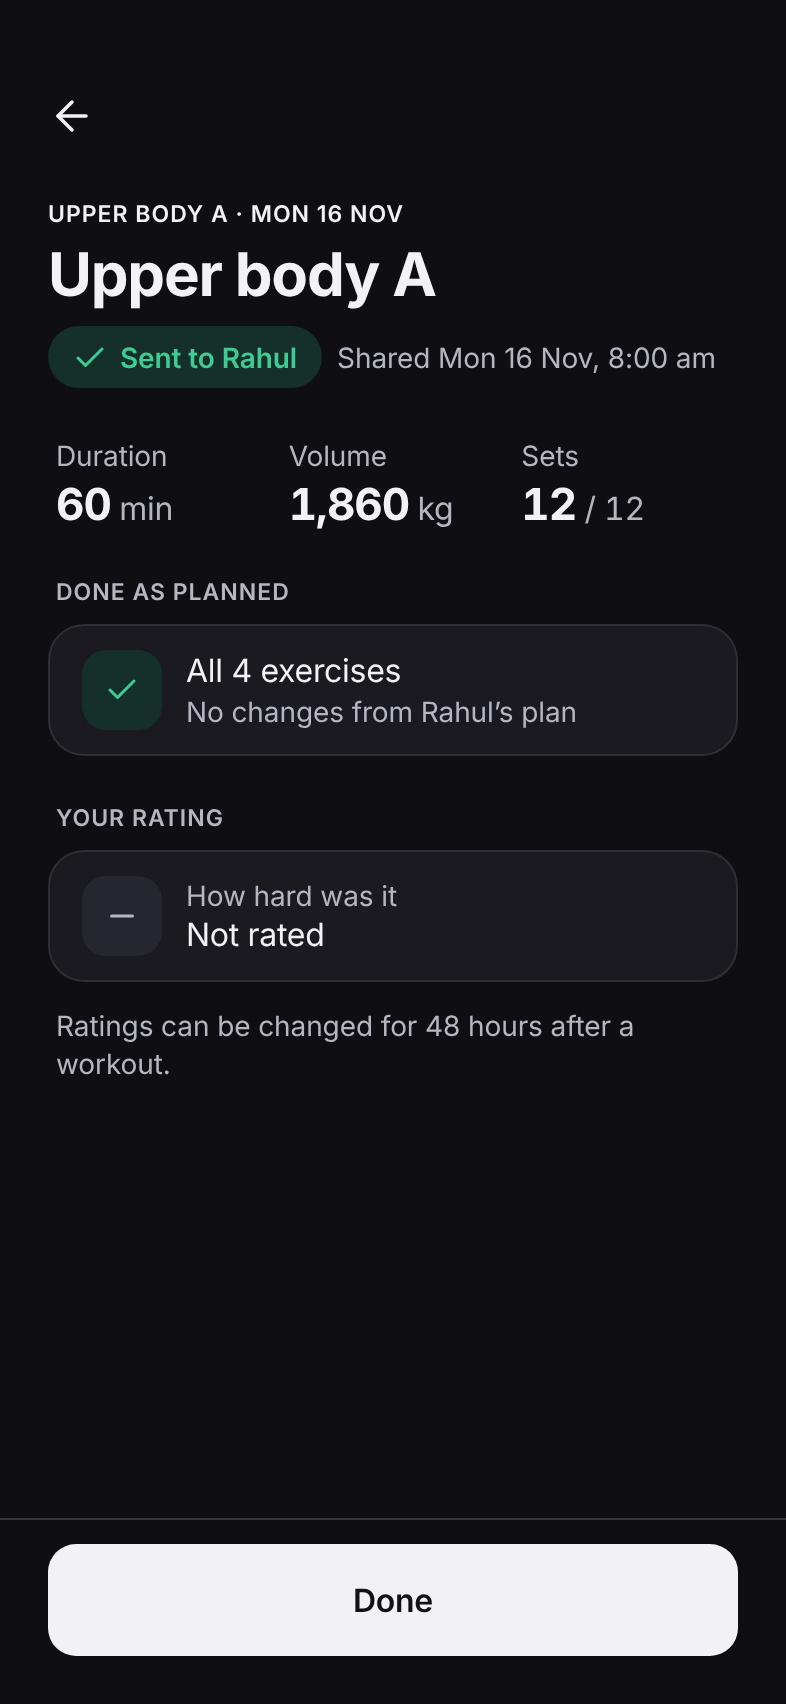 UPPER BODY A · MON 16 NOV
Upper body A
Sent to Rahul
Shared Mon 16 Nov, 8:00 am
Duration
Volume
Sets
60 min
1,860 kg
12 / 12
DONE AS PLANNED
All 4 exercises
No changes from Rahul’s plan
YOUR RATING
How hard was it
Not rated
Ratings can be changed for 48 hours after a
workout.
Done